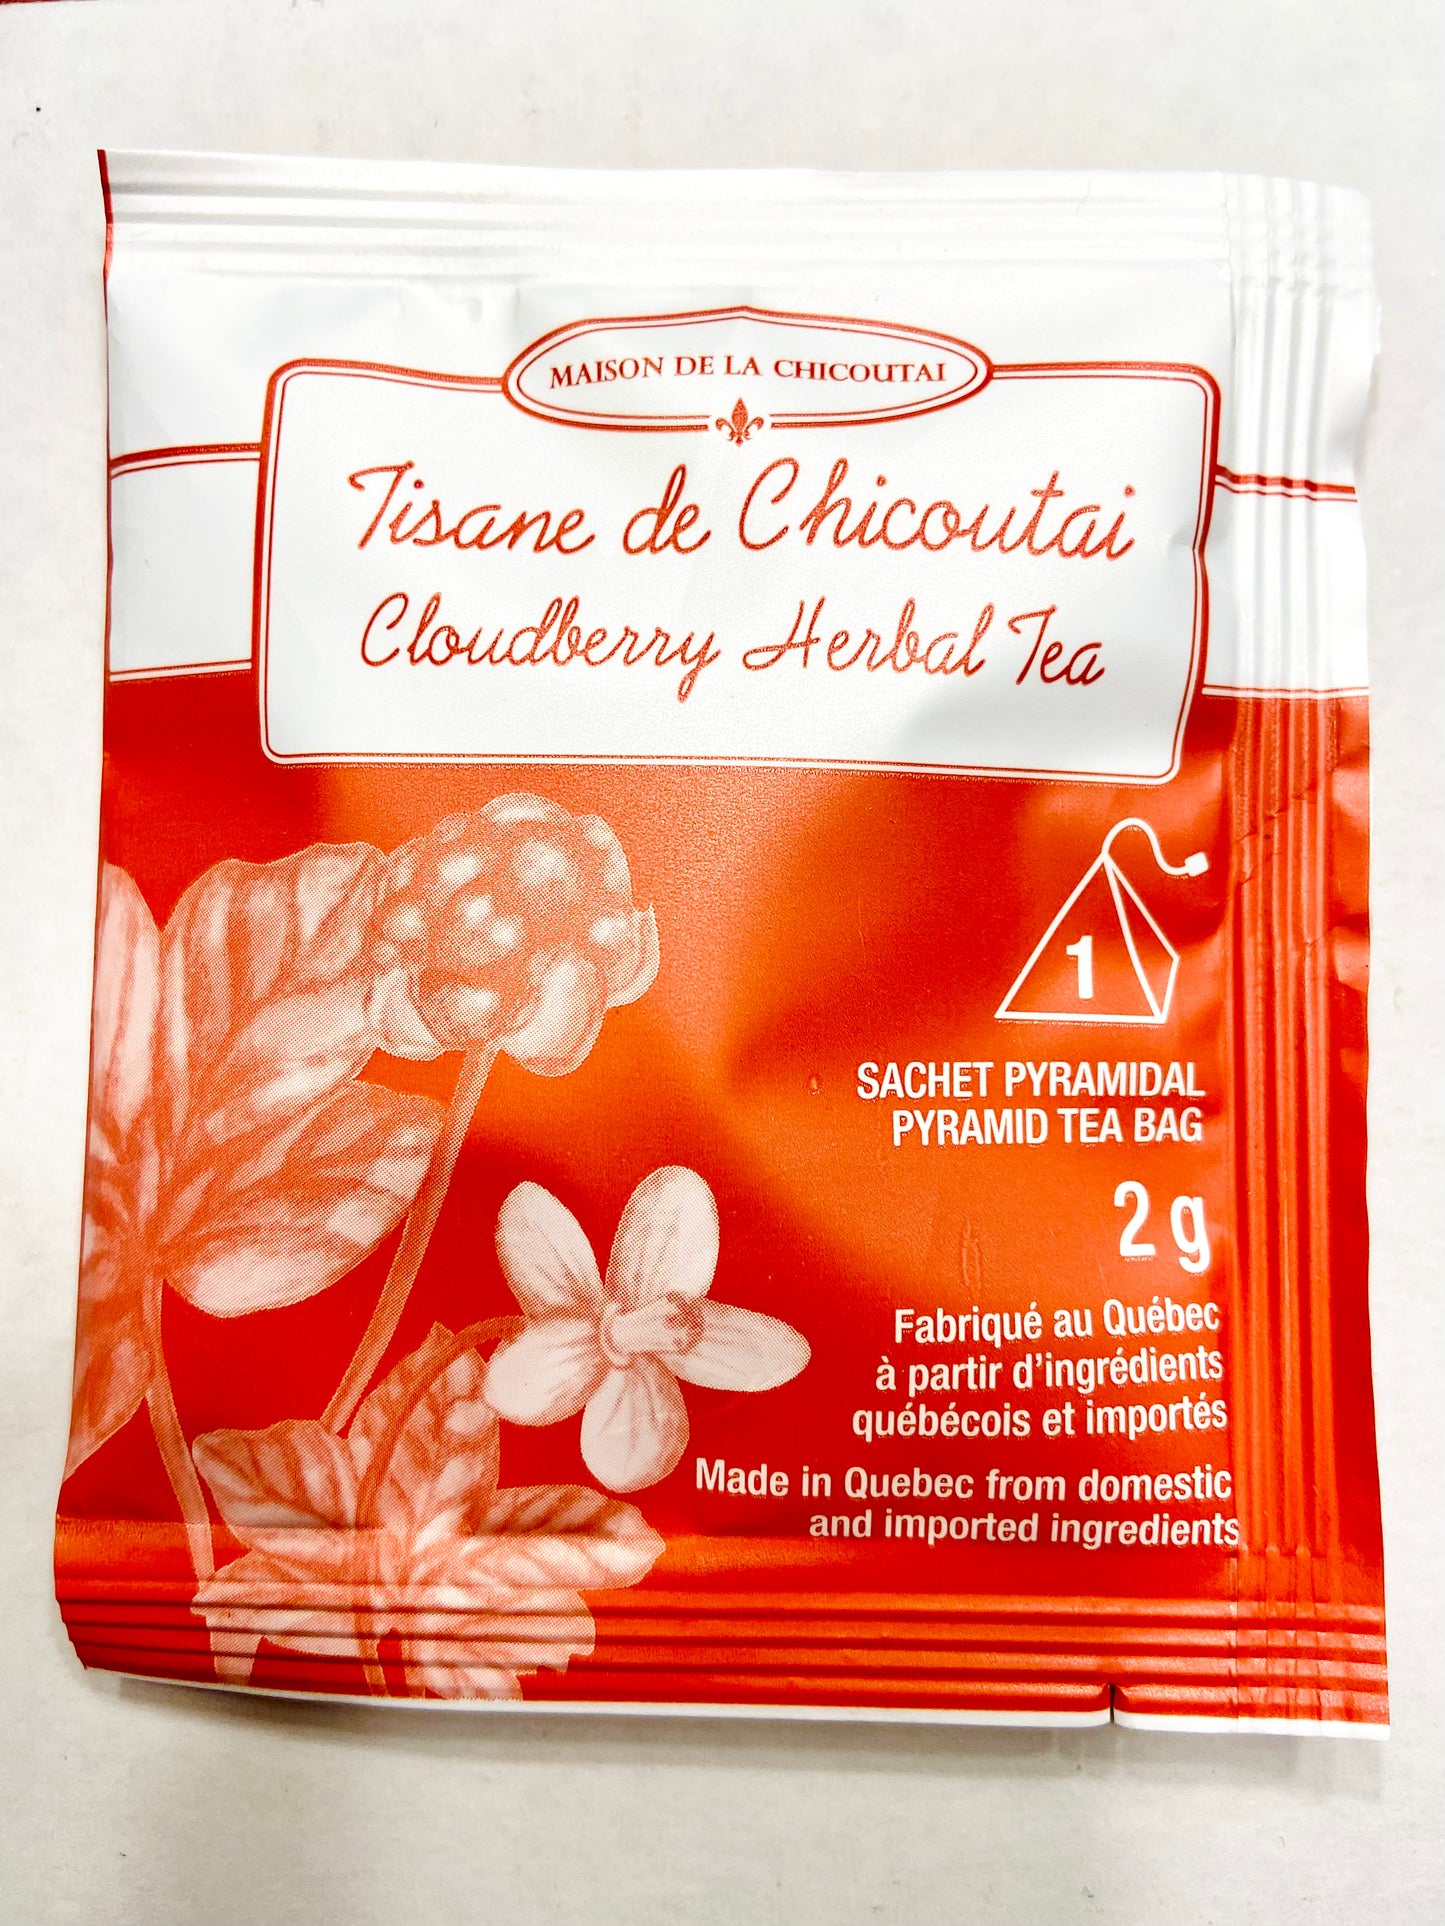 MAISON DE LA CHICOUTAI
Tisane de Chicoutai
Cloudberry Herbal Tea
1
SACHET PYRAMIDAL
PYRAMID TEA BAG
2 g
Fabriqué au Québec
à partir d'ingrédients
québécois et importés
Made in Quebec from domestic
and imported ingredients